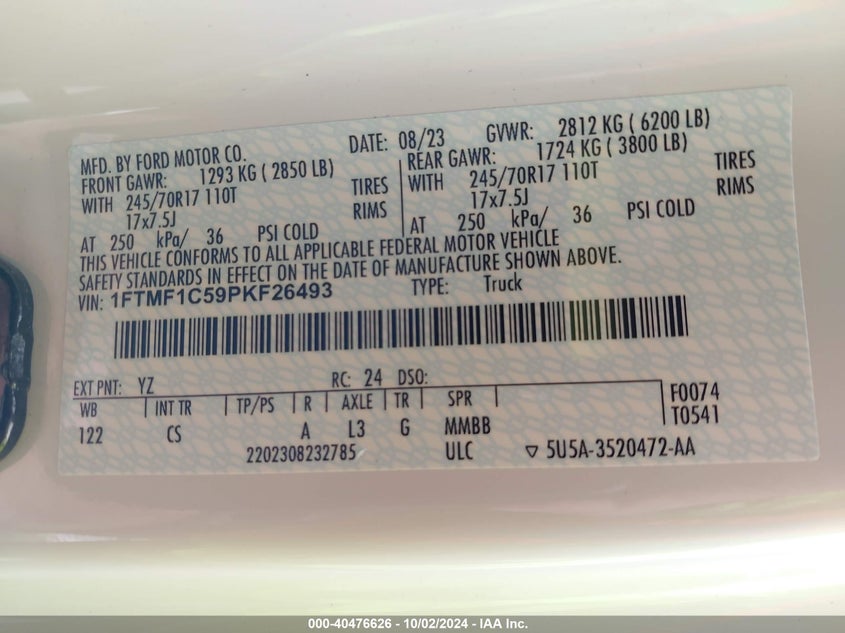 MFD. BY FORD MOTOR CO. DATE: 08/23 GVWR: 2812 KG ( 6200 LB)
FRONT GAWR: 1293 KG ( 2850 LB) REAR GAWR: 1724 KG ( 3800 LB)
WITH 245/70R17 110T TIRES WITH 245/70R17 110T TIRES
17x7.5J RIMS 17x7.5J RIMS
AT 250 kPa/ 36 PSI COLD AT 250 kPa/ 36 PSI COLD
THIS VEHICLE CONFORMS TO ALL APPLICABLE FEDERAL MOTOR VEHICLE
SAFETY STANDARDS IN EFFECT ON THE DATE OF MANUFACTURE SHOWN ABOVE.
VIN: 1FTMF1C59PKF26493 TYPE: Truck
EXT PNT: YZ RC: 24 DSO:
WB INT TR TP/PS R AXLE TR SPR F0074
122 CS A L3 G MMBB T0541
2202308232785 ULC ▽ 5U5A-3520472-AA
000-40476626 - 10/02/2024 - IAA Inc.